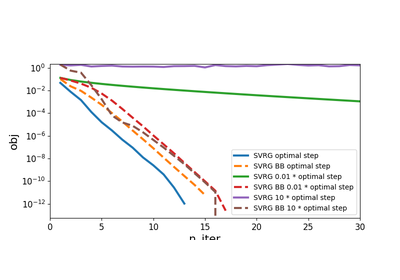 10⁰
10⁻²
10⁻⁴
10⁻⁶
10⁻⁸
10⁻¹⁰
10⁻¹²
obj
SVRG optimal step
SVRG BB optimal step
SVRG 0.01 * optimal step
SVRG BB 0.01 * optimal step
SVRG 10 * optimal step
SVRG BB 10 * optimal step
0 5 10 15 20 25 30
n_iter